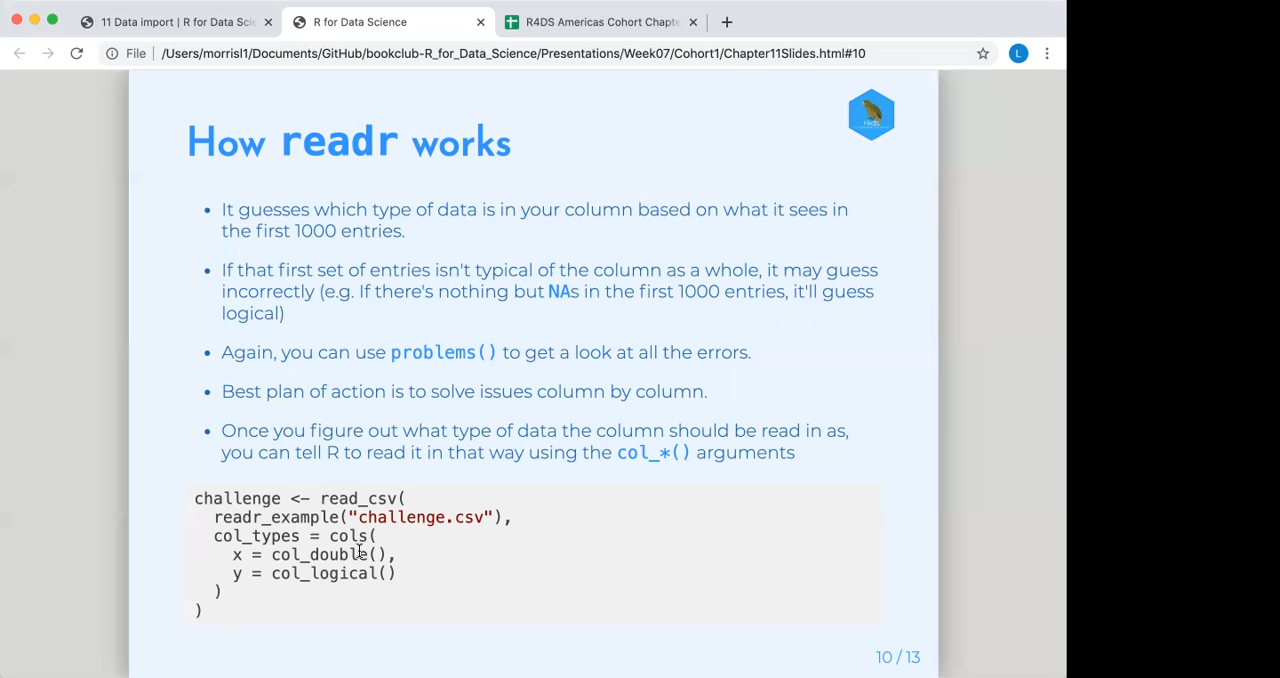 11 Data import | R for Data Scie
R for Data Science
R4DS Americas Cohort Chapte
File
/Users/morrisl1/Documents/GitHub/bookclub-R_for_Data_Science/Presentations/Week07/Cohort1/Chapter11Slides.html#10
L
How readr works
r4ds
• It guesses which type of data is in your column based on what it sees in
the first 1000 entries.
• If that first set of entries isn't typical of the column as a whole, it may guess
incorrectly (e.g. If there's nothing but NAs in the first 1000 entries, it'll guess
logical)
• Again, you can use problems() to get a look at all the errors.
• Best plan of action is to solve issues column by column.
• Once you figure out what type of data the column should be read in as,
you can tell R to read it in that way using the col_*() arguments
challenge <- read_csv(
  readr_example("challenge.csv"),
  col_types = cols(
    x = col_double(),
    y = col_logical()
  )
)
10 / 13